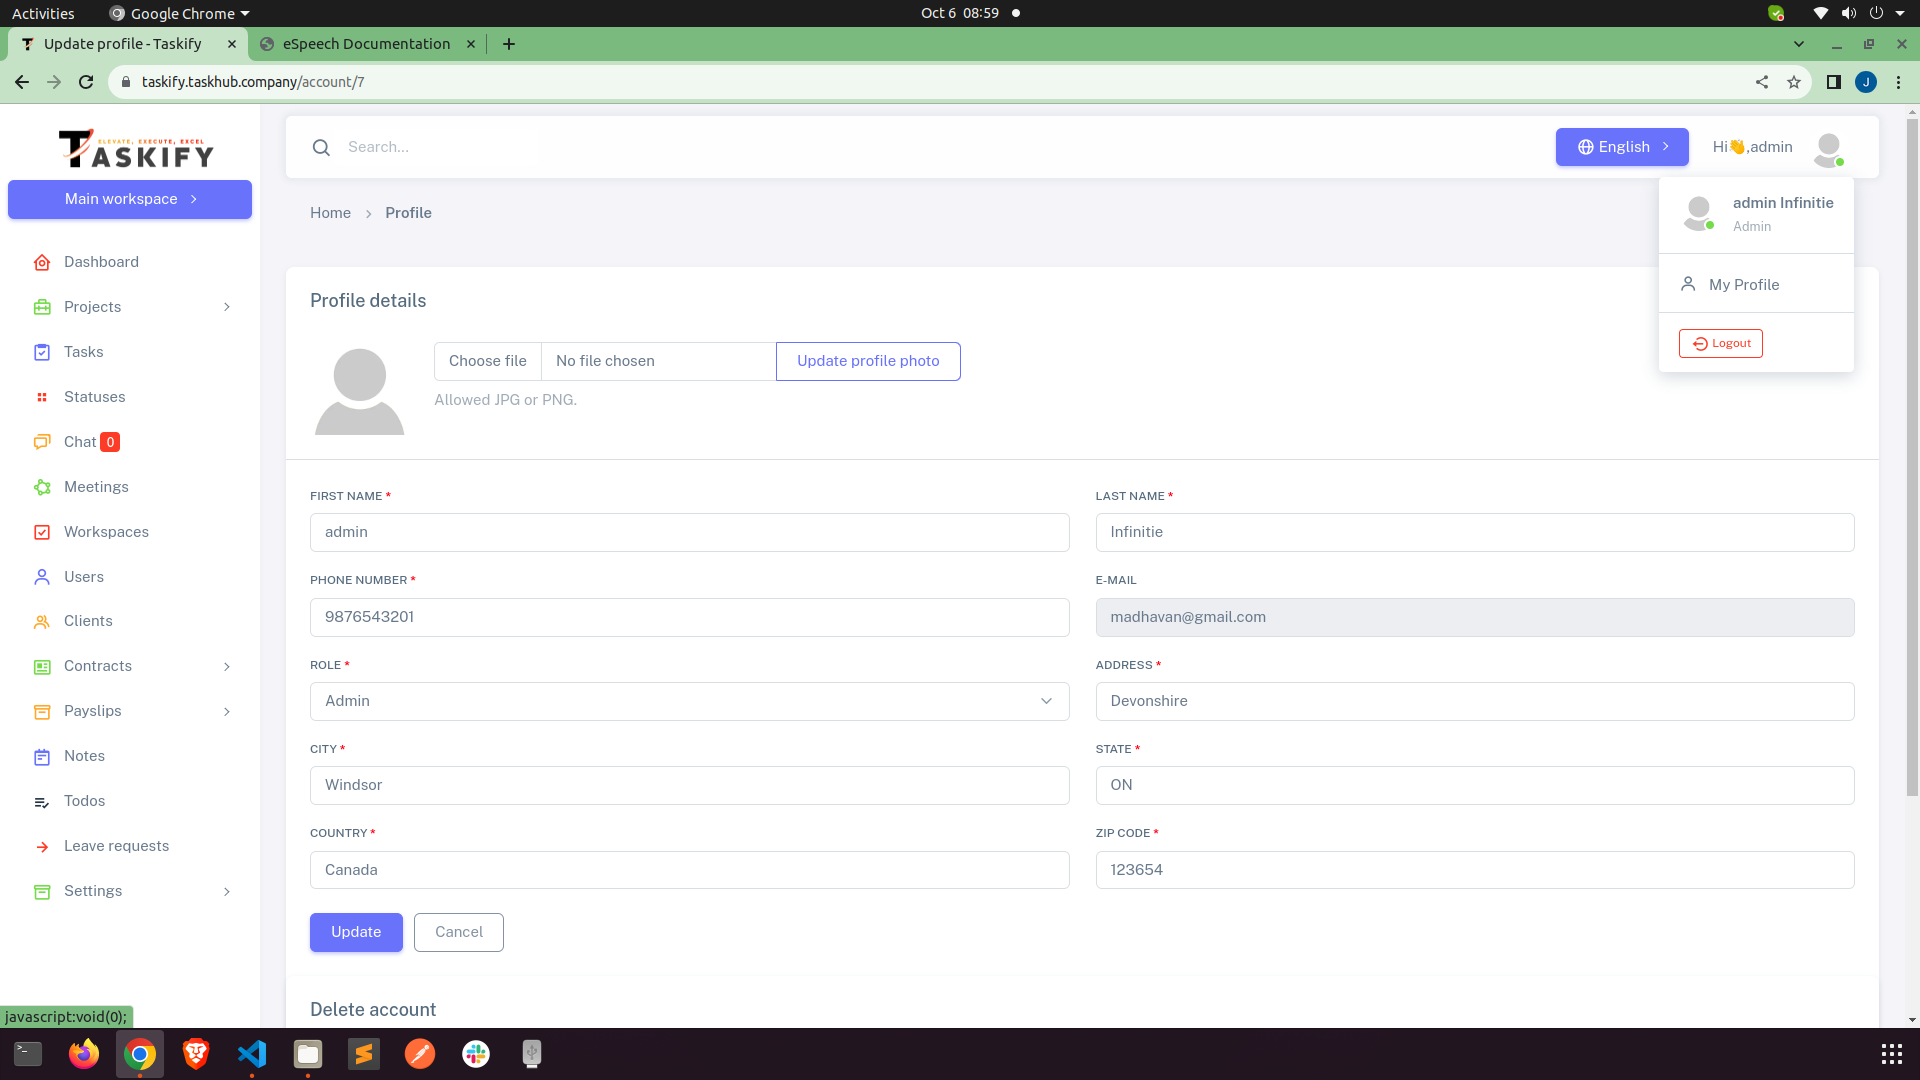 Activities
Google Chrome
Oct 6 08:59
Update profile - Taskify
eSpeech Documentation
taskify.taskhub.company/account/7
J
ELEVATE, EXECUTE, EXCEL
TASKIFY
Main workspace
Dashboard
Projects
Tasks
Statuses
Chat 0
Meetings
Workspaces
Users
Clients
Contracts
Payslips
Notes
Todos
Leave requests
Settings
javascript:void(0);
Search...
English
Hi👋,admin
admin Infinitie
Admin
My Profile
Logout
Home > Profile
Profile details
Choose file
No file chosen
Update profile photo
Allowed JPG or PNG.
FIRST NAME *
admin
LAST NAME *
Infinitie
PHONE NUMBER *
9876543201
E-MAIL
madhavan@gmail.com
ROLE *
Admin
ADDRESS *
Devonshire
CITY *
Windsor
STATE *
ON
COUNTRY *
Canada
ZIP CODE *
123654
Update
Cancel
Delete account